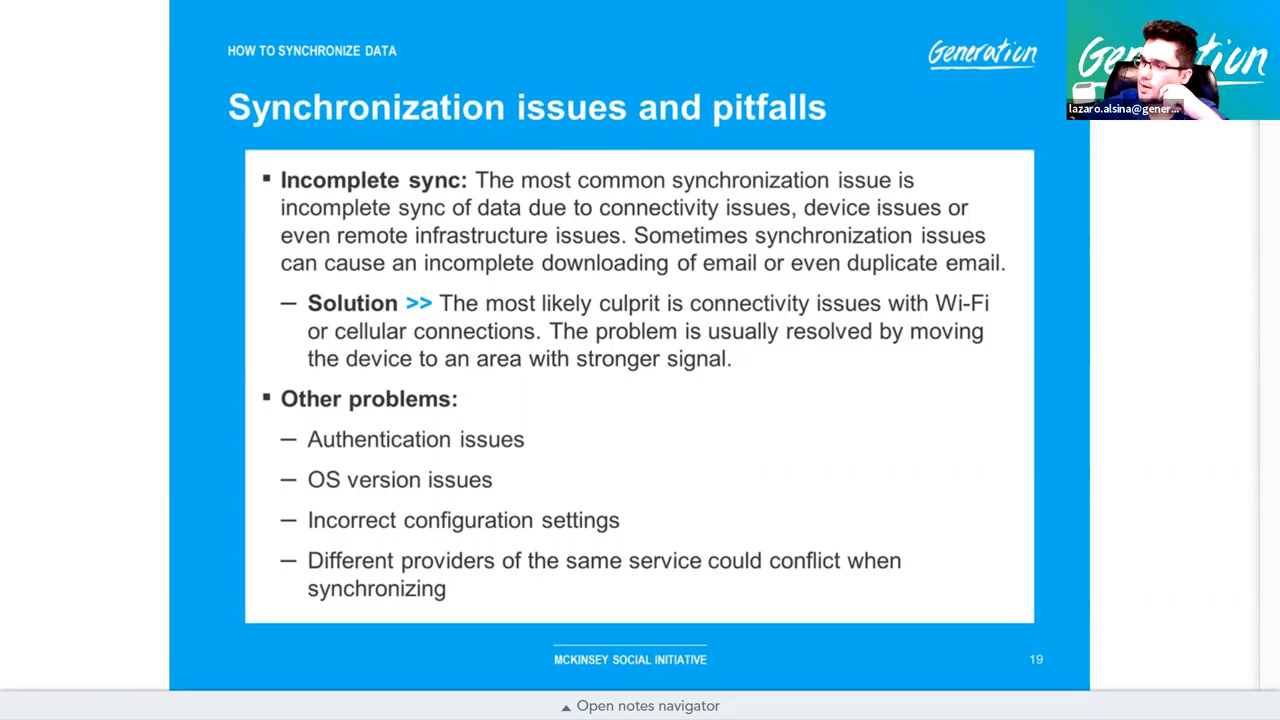 HOW TO SYNCHRONIZE DATA
Generation
Synchronization issues and pitfalls
▪ Incomplete sync: The most common synchronization issue is
incomplete sync of data due to connectivity issues, device issues or
even remote infrastructure issues. Sometimes synchronization issues
can cause an incomplete downloading of email or even duplicate email.
– Solution >> The most likely culprit is connectivity issues with Wi-Fi
or cellular connections. The problem is usually resolved by moving
the device to an area with stronger signal.
▪ Other problems:
– Authentication issues
– OS version issues
– Incorrect configuration settings
– Different providers of the same service could conflict when
synchronizing
MCKINSEY SOCIAL INITIATIVE
19
lazaro.alsina@gener...
▲ Open notes navigator